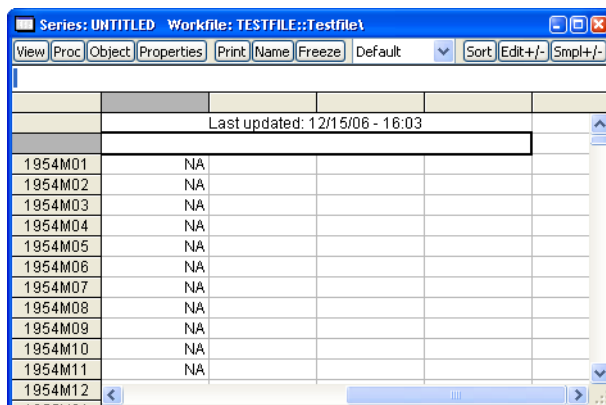 Series: UNTITLED Workfile: TESTFILE::Testfile\
View Proc Object Properties Print Name Freeze Default Sort Edit+/- Smpl+/-
Last updated: 12/15/06 - 16:03
1954M01 NA
1954M02 NA
1954M03 NA
1954M04 NA
1954M05 NA
1954M06 NA
1954M07 NA
1954M08 NA
1954M09 NA
1954M10 NA
1954M11 NA
1954M12